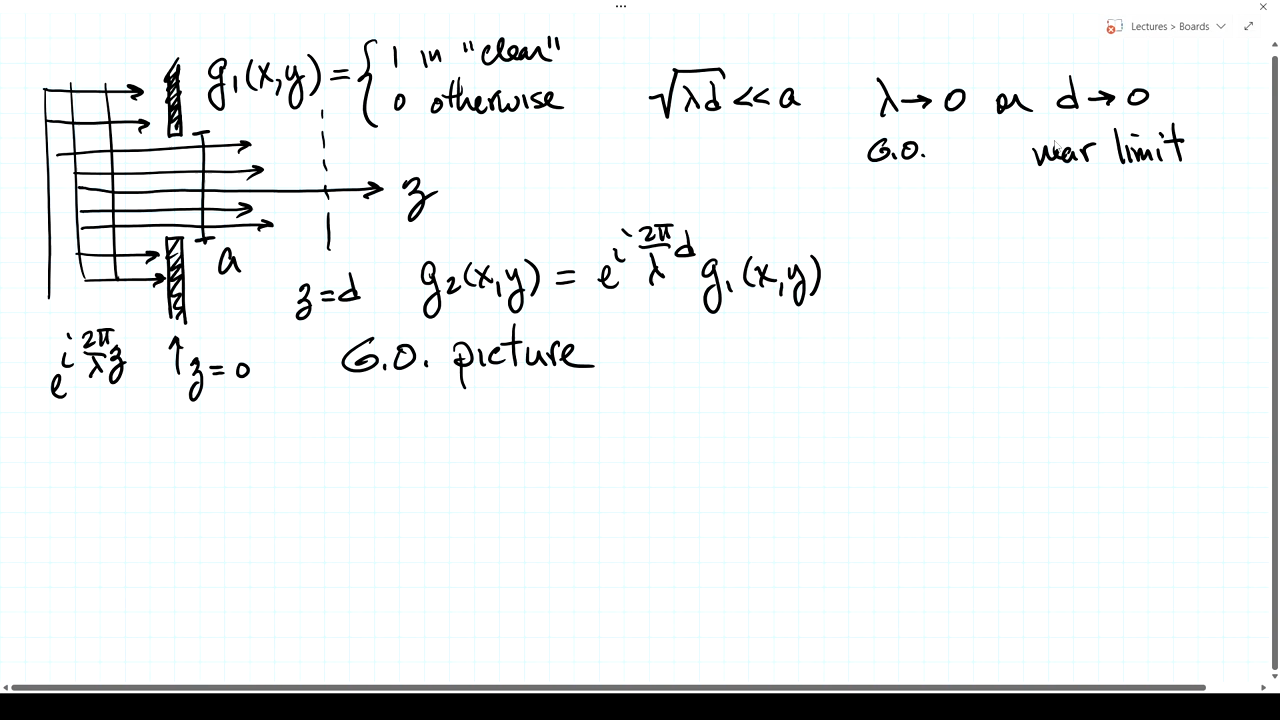 Lectures > Boards
g₁(x,y) = { 1 in "clear"
0 otherwise
√λd << a
λ → 0 or d → 0
G.O. near limit
z
a
z = d
g₂(x,y) = e^{i 2π/λ d} g₁(x,y)
e^{i 2π/λ z}
↑ z = 0
G.O. picture